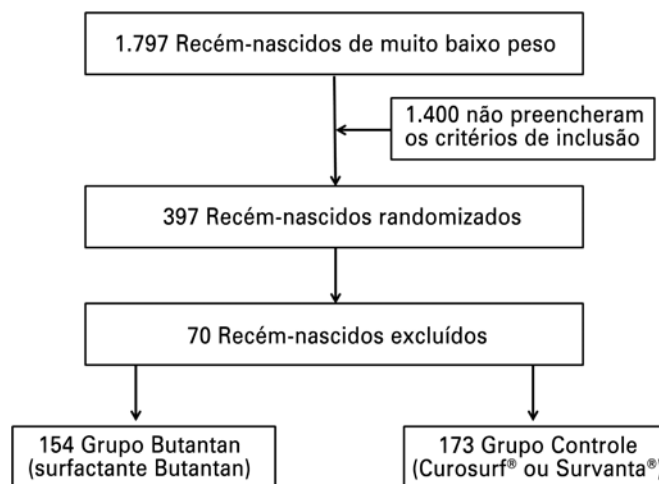 1.797 Recém-nascidos de muito baixo peso
1.400 não preencheram
os critérios de inclusão
397 Recém-nascidos randomizados
70 Recém-nascidos excluídos
154 Grupo Butantan
(surfactante Butantan)
173 Grupo Controle
(Curosurf® ou Survanta®)